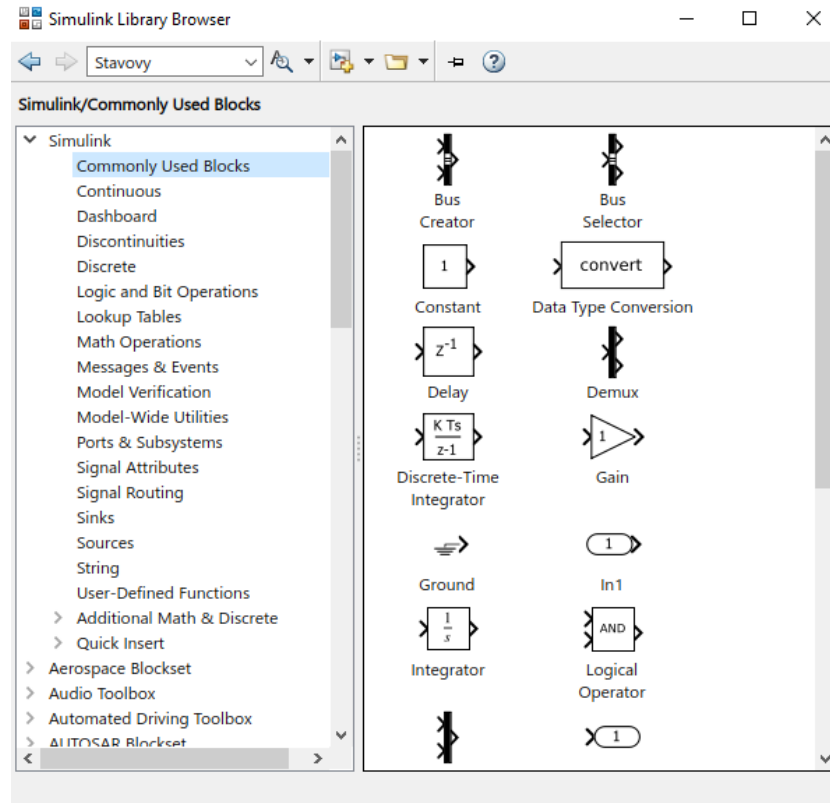 Simulink Library Browser
Stavovy
Simulink/Commonly Used Blocks
Simulink
Commonly Used Blocks
Continuous
Dashboard
Discontinuities
Discrete
Logic and Bit Operations
Lookup Tables
Math Operations
Messages & Events
Model Verification
Model-Wide Utilities
Ports & Subsystems
Signal Attributes
Signal Routing
Sinks
Sources
String
User-Defined Functions
Additional Math & Discrete
Quick Insert
Aerospace Blockset
Audio Toolbox
Automated Driving Toolbox
AUTOSAR Blockset
Bus
Creator
Bus
Selector
1
Constant
convert
Data Type Conversion
z-1
Delay
Demux
K Ts
z-1
Discrete-Time
Integrator
1
Gain
Ground
1
In1
1
s
Integrator
AND
Logical
Operator
1